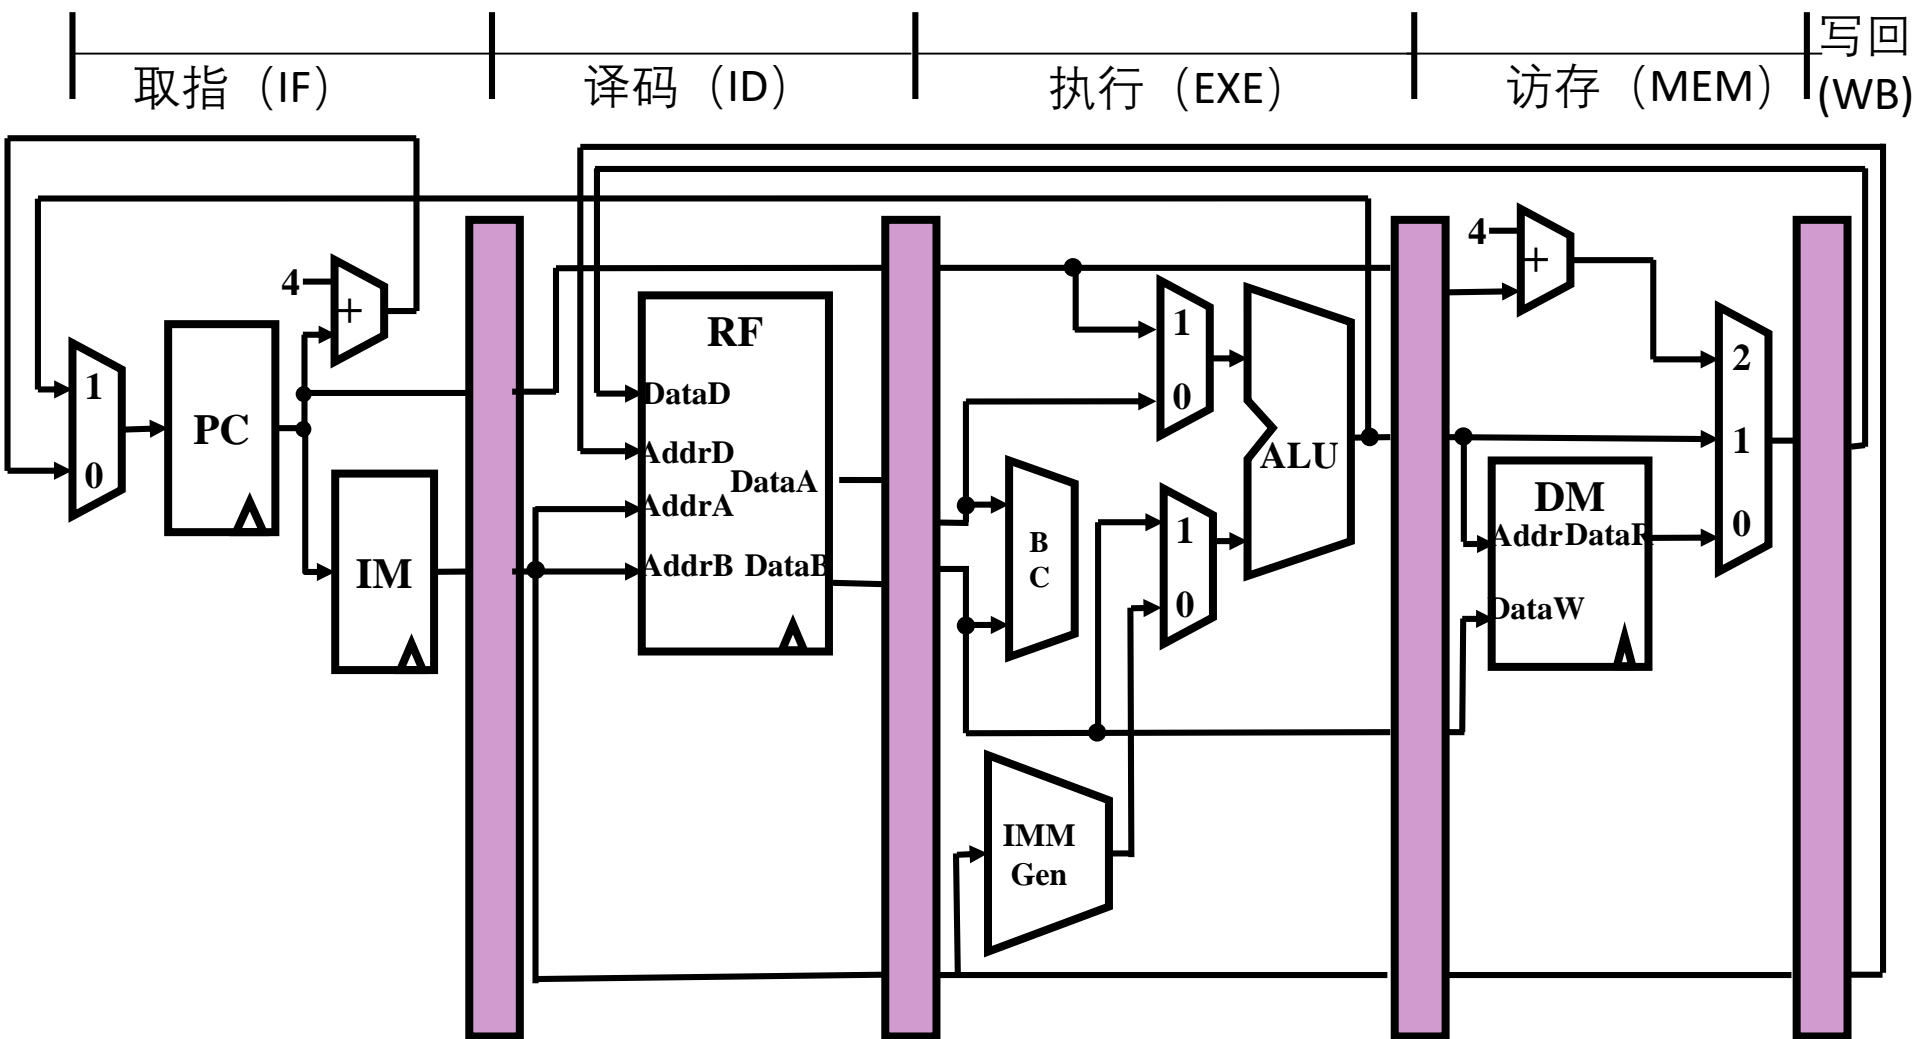 取指（IF）
译码（ID）
执行（EXE）
访存（MEM）
写回
(WB)
4
+
1
0
PC
IM
RF
DataD
AddrD
DataA
AddrA
AddrB DataB
1
0
B
C
1
0
ALU
IMM
Gen
4
+
DM
Addr DataR
DataW
2
1
0